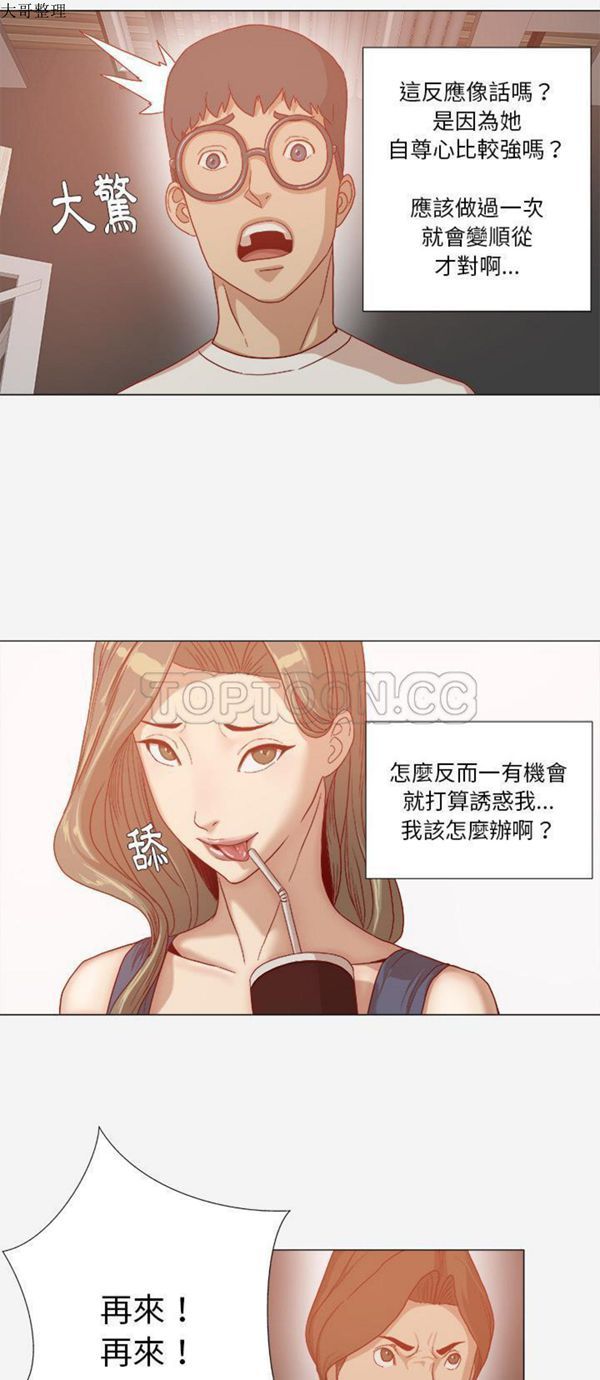 大哥整理
這反應像話嗎？
是因為她
自尊心比較強嗎？
應該做過一次
就會變順從
才對啊...
大驚
TOPTOON.CC
怎麼反而一有機會
就打算誘惑我...
我該怎麼辦啊？
舔
再來！
再來！